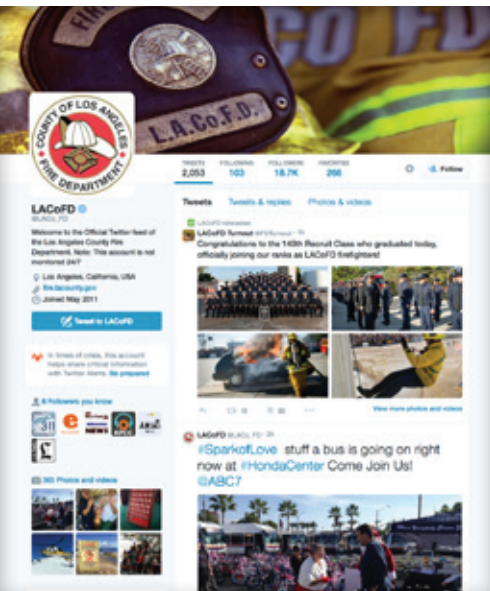 FIRE
CO FD
L.A.Co.F.D.
COUNTY OF LOS ANGELES
FIRE DEPARTMENT
TWEETS FOLLOWING FOLLOWERS FAVORITES
2,053 103 18.7K 266
Follow
LACoFD
@LACo_FD
Welcome to the Official Twitter feed of
the Los Angeles County Fire
Department. Note: This account is not
monitored 24/7
Los Angeles, California, USA
fire.lacounty.gov
Joined May 2011
Tweet to LACoFD
In times of crisis, this account
helps share critical information
with Twitter Alerts. Be prepared
6 Followers you know
NEWS
365 Photos and videos
Tweets Tweets & replies Photos & videos
LACoFD retweeted
LACoFD Turnout
Congratulations to the 140th Recruit Class who graduated today,
officially joining our ranks as LACoFD firefighters!
View more photos and videos
LACoFD @LACo_FD
#SparkofLove stuff a bus is going on right
now at #HondaCenter Come Join Us!
@ABC7